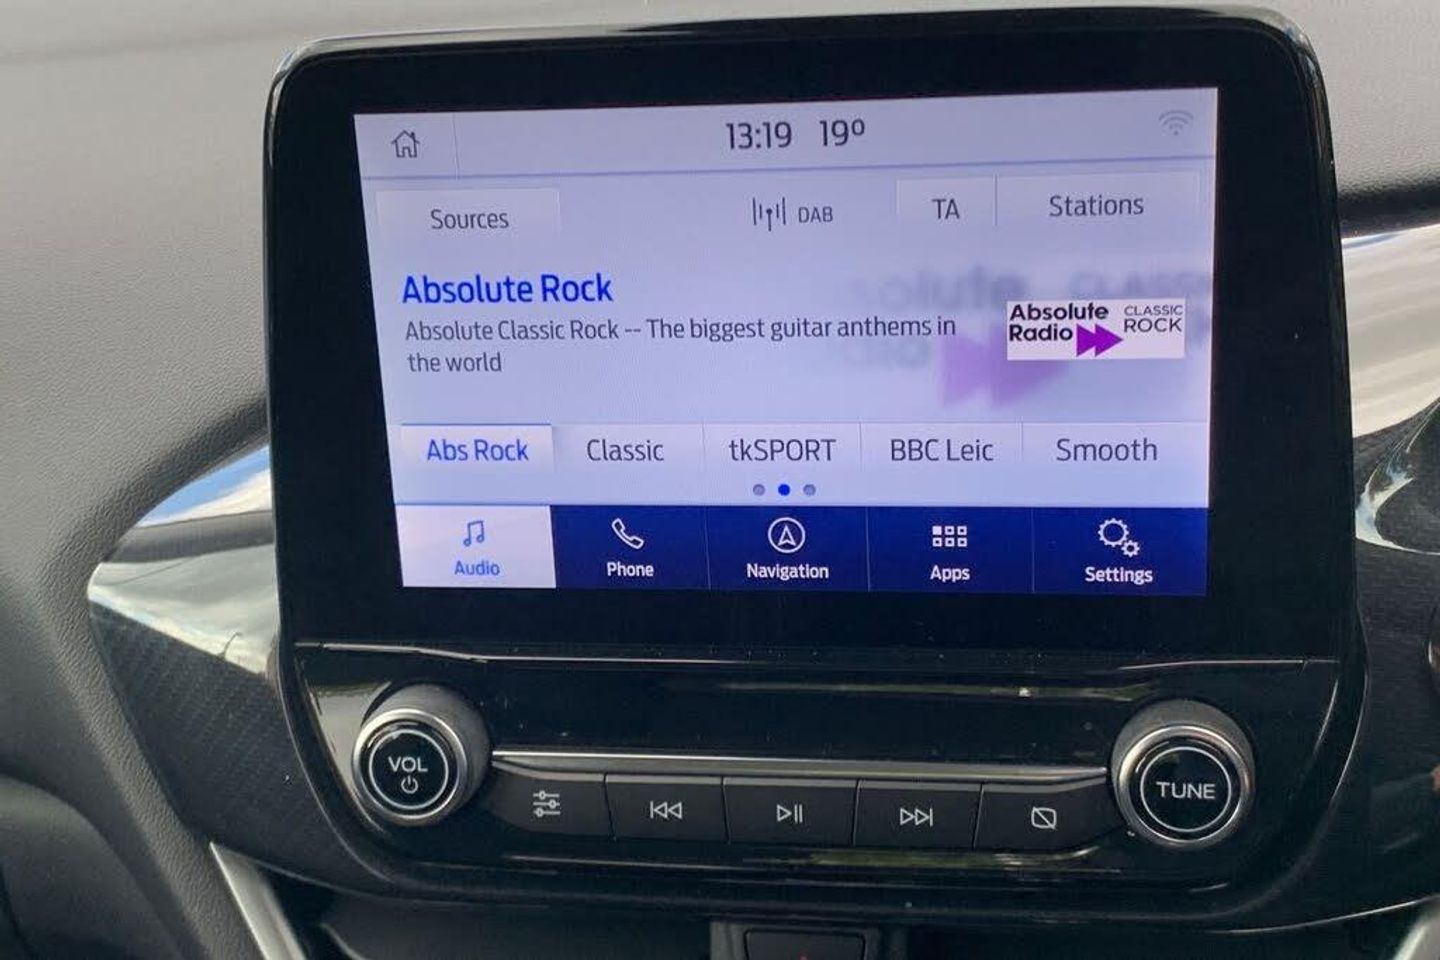 13:19 19º
Sources DAB TA Stations
Absolute Rock
Absolute Classic Rock -- The biggest guitar anthems in
the world
Absolute CLASSIC
Radio ROCK
Abs Rock Classic tkSPORT BBC Leic Smooth
Audio Phone Navigation Apps Settings
VOL
TUNE